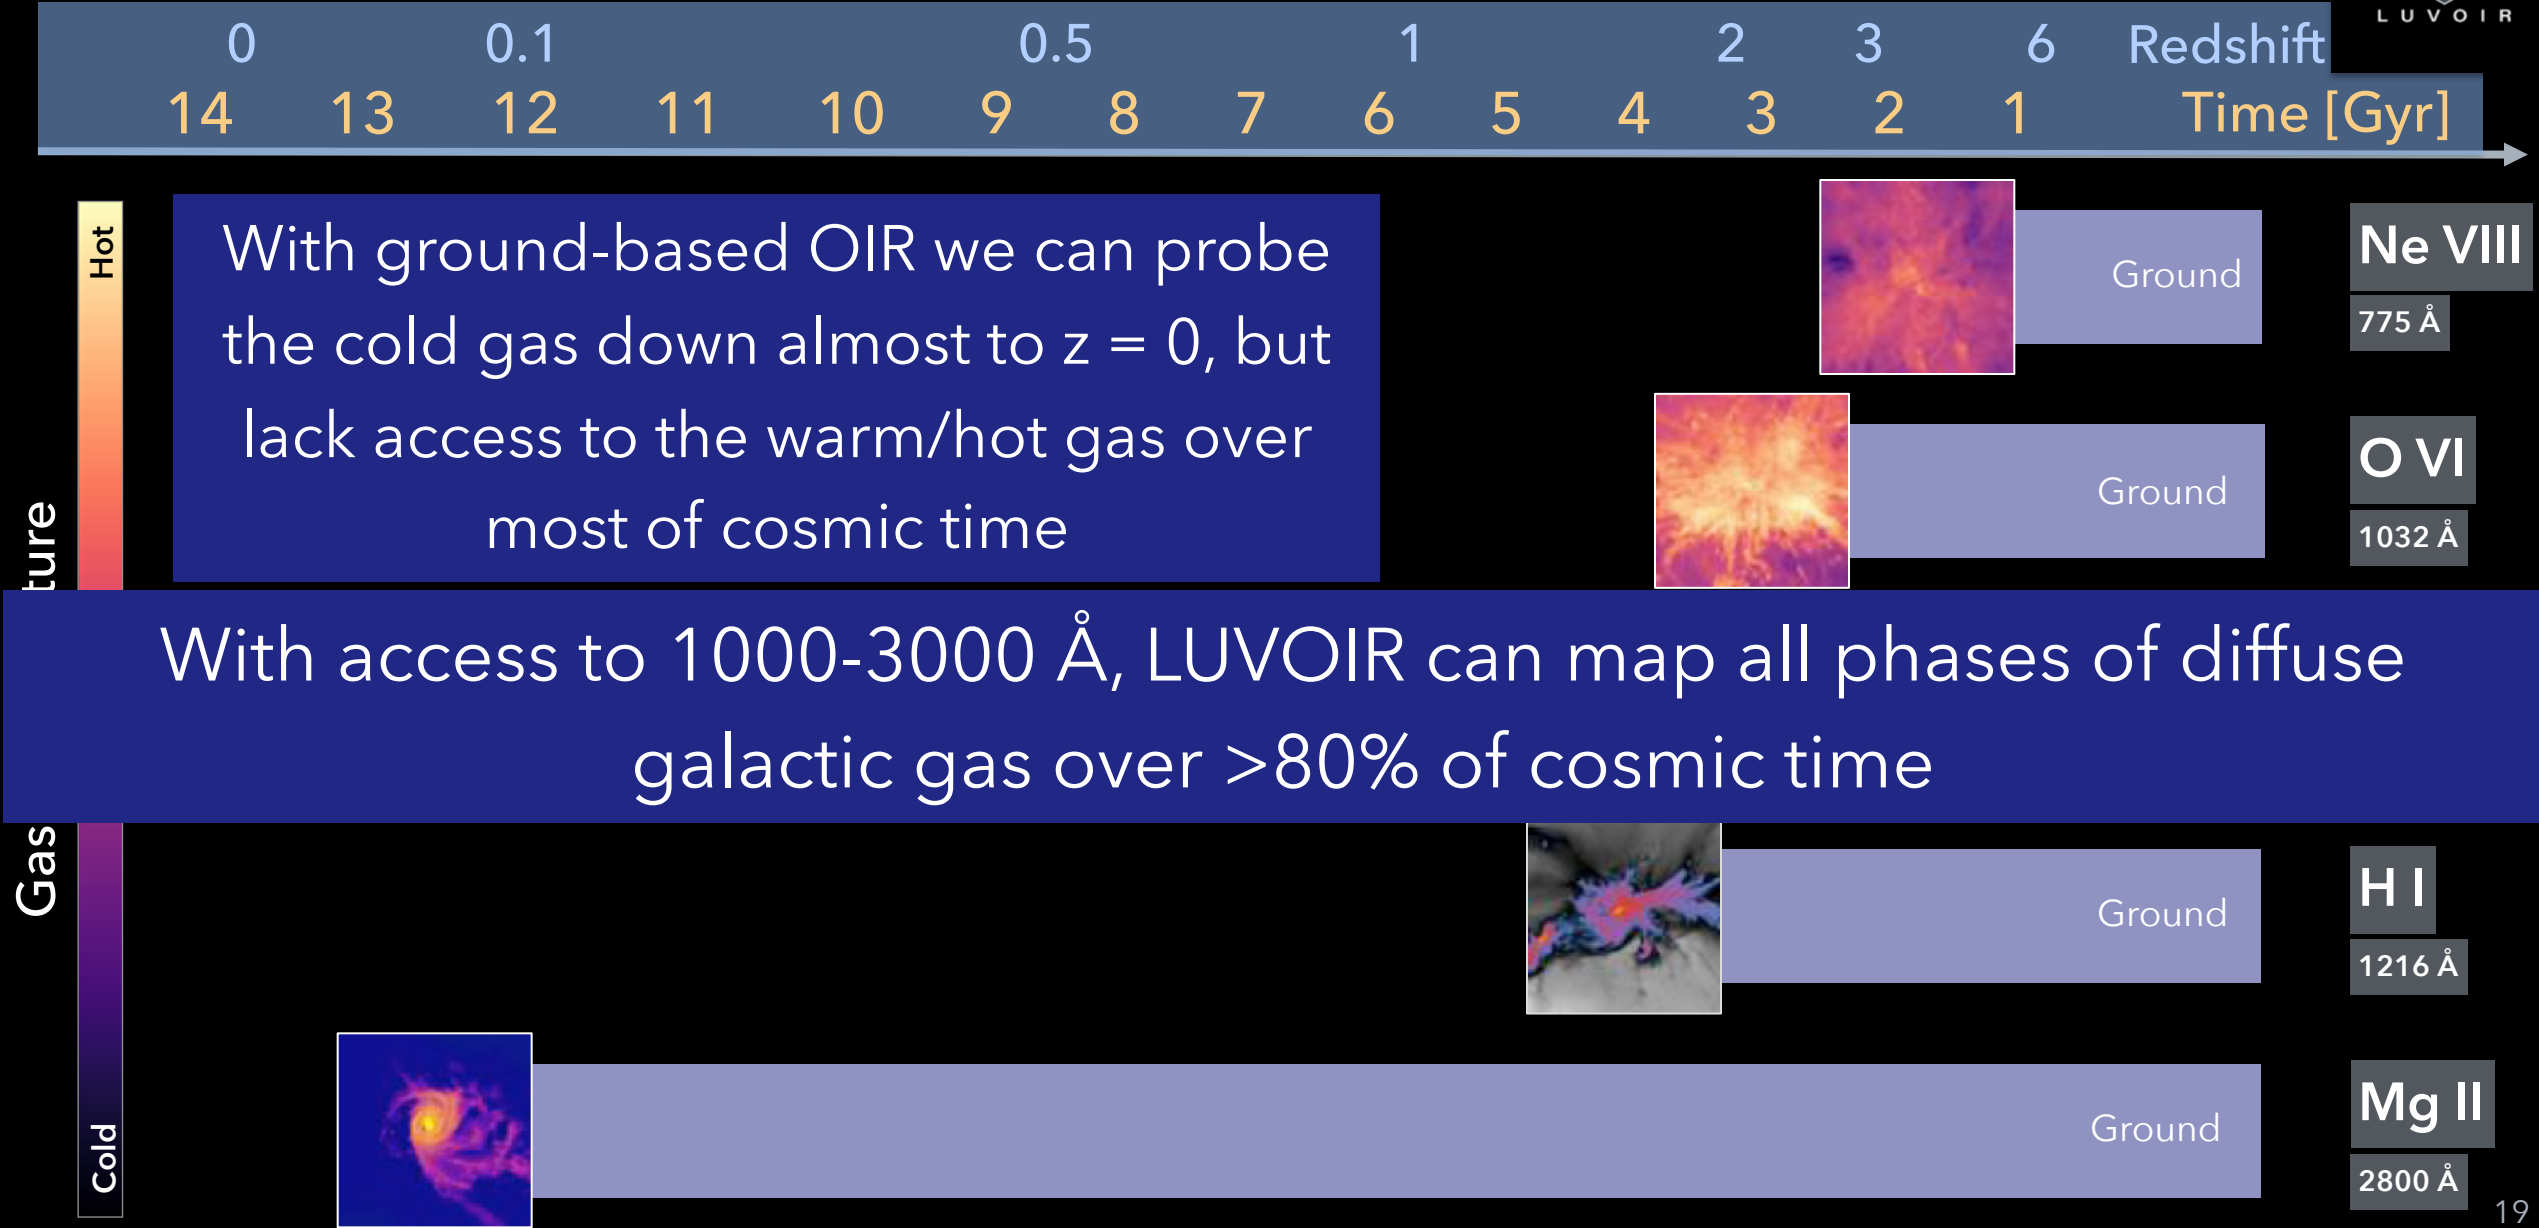 LUVOIR
0 0.1 0.5 1 2 3 6 Redshift
14 13 12 11 10 9 8 7 6 5 4 3 2 1 Time [Gyr]
Hot
With ground-based OIR we can probe
the cold gas down almost to z = 0, but
lack access to the warm/hot gas over
most of cosmic time
Ground
Ne VIII
775 Å
Ground
O VI
1032 Å
With access to 1000-3000 Å, LUVOIR can map all phases of diffuse
galactic gas over >80% of cosmic time
Gas
Ground
H I
1216 Å
Cold
Ground
Mg II
2800 Å
19